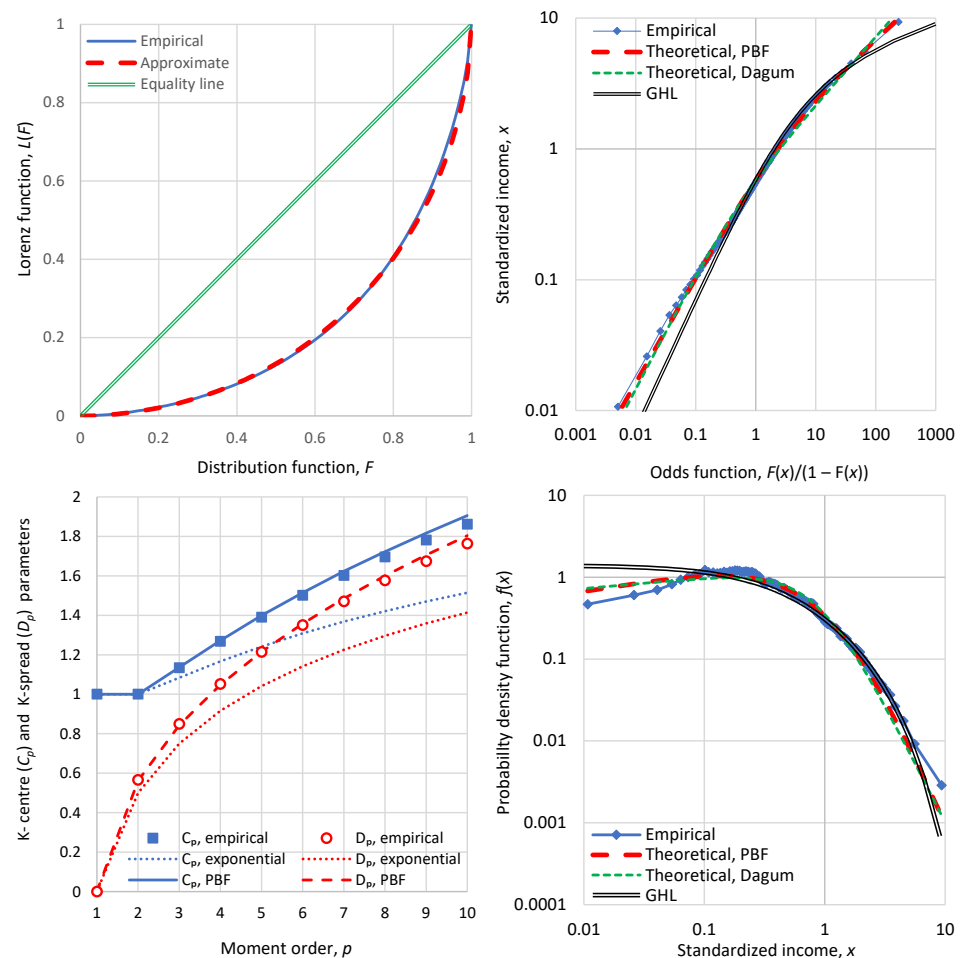 1
0.8
0.6
0.4
0.2
0
Lorenz function, L(F)
Empirical
Approximate
Equality line
0 0.2 0.4 0.6 0.8 1
Distribution function, F
10
1
0.1
0.01
Standardized income, x
Empirical
Theoretical, PBF
Theoretical, Dagum
GHL
0.001 0.01 0.1 1 10 100 1000
Odds function, F(x)/(1 – F(x))
2
1.8
1.6
1.4
1.2
1
0.8
0.6
0.4
0.2
0
K- centre (Cp) and K-spread (Dp) parameters
Cₚ, empirical Dₚ, empirical
Cₚ, exponential Dₚ, exponential
Cₚ, PBF Dₚ, PBF
1 2 3 4 5 6 7 8 9 10
Moment order, p
10
1
0.1
0.01
0.001
0.0001
Probability density function, f(x)
Empirical
Theoretical, PBF
Theoretical, Dagum
GHL
0.01 0.1 1 10
Standardized income, x